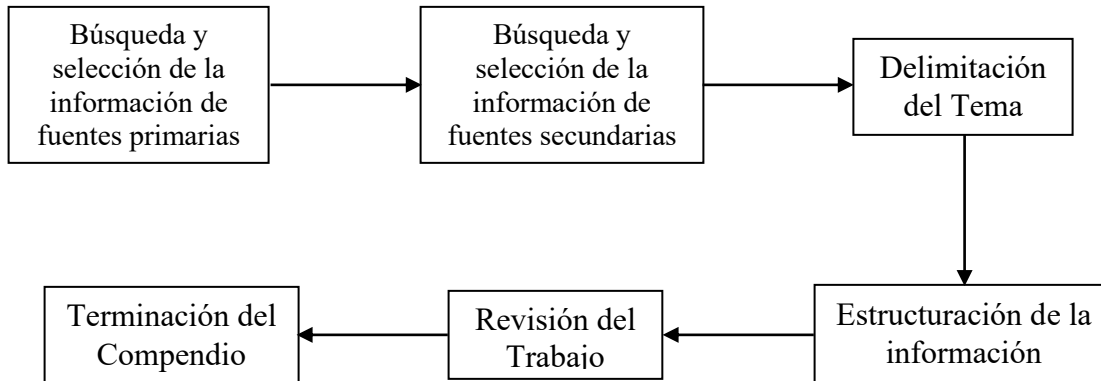 Búsqueda y
selección de la
información de
fuentes primarias
Búsqueda y
selección de la
información de
fuentes secundarias
Delimitación
del Tema
Estructuración de la
información
Revisión del
Trabajo
Terminación del
Compendio